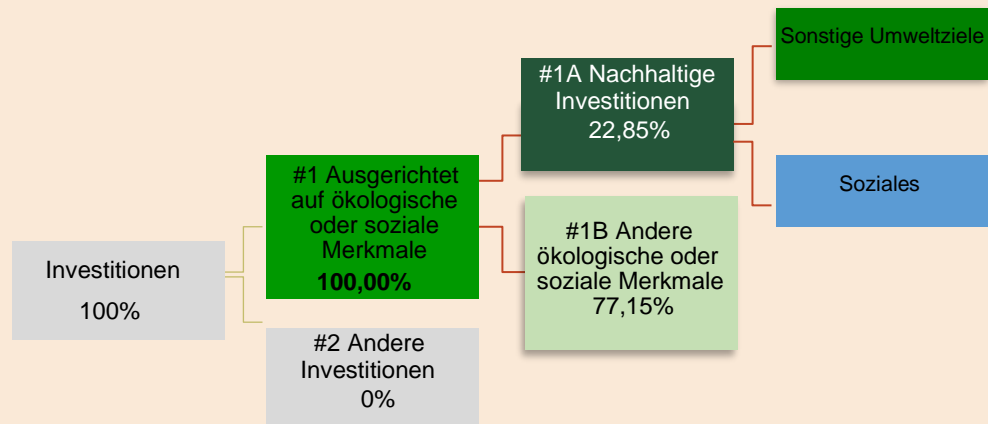 Investitionen
100%
#1 Ausgerichtet
auf ökologische
oder soziale
Merkmale
100,00%
#2 Andere
Investitionen
0%
#1A Nachhaltige
Investitionen
22,85%
#1B Andere
ökologische oder
soziale Merkmale
77,15%
Sonstige Umweltziele
Soziales